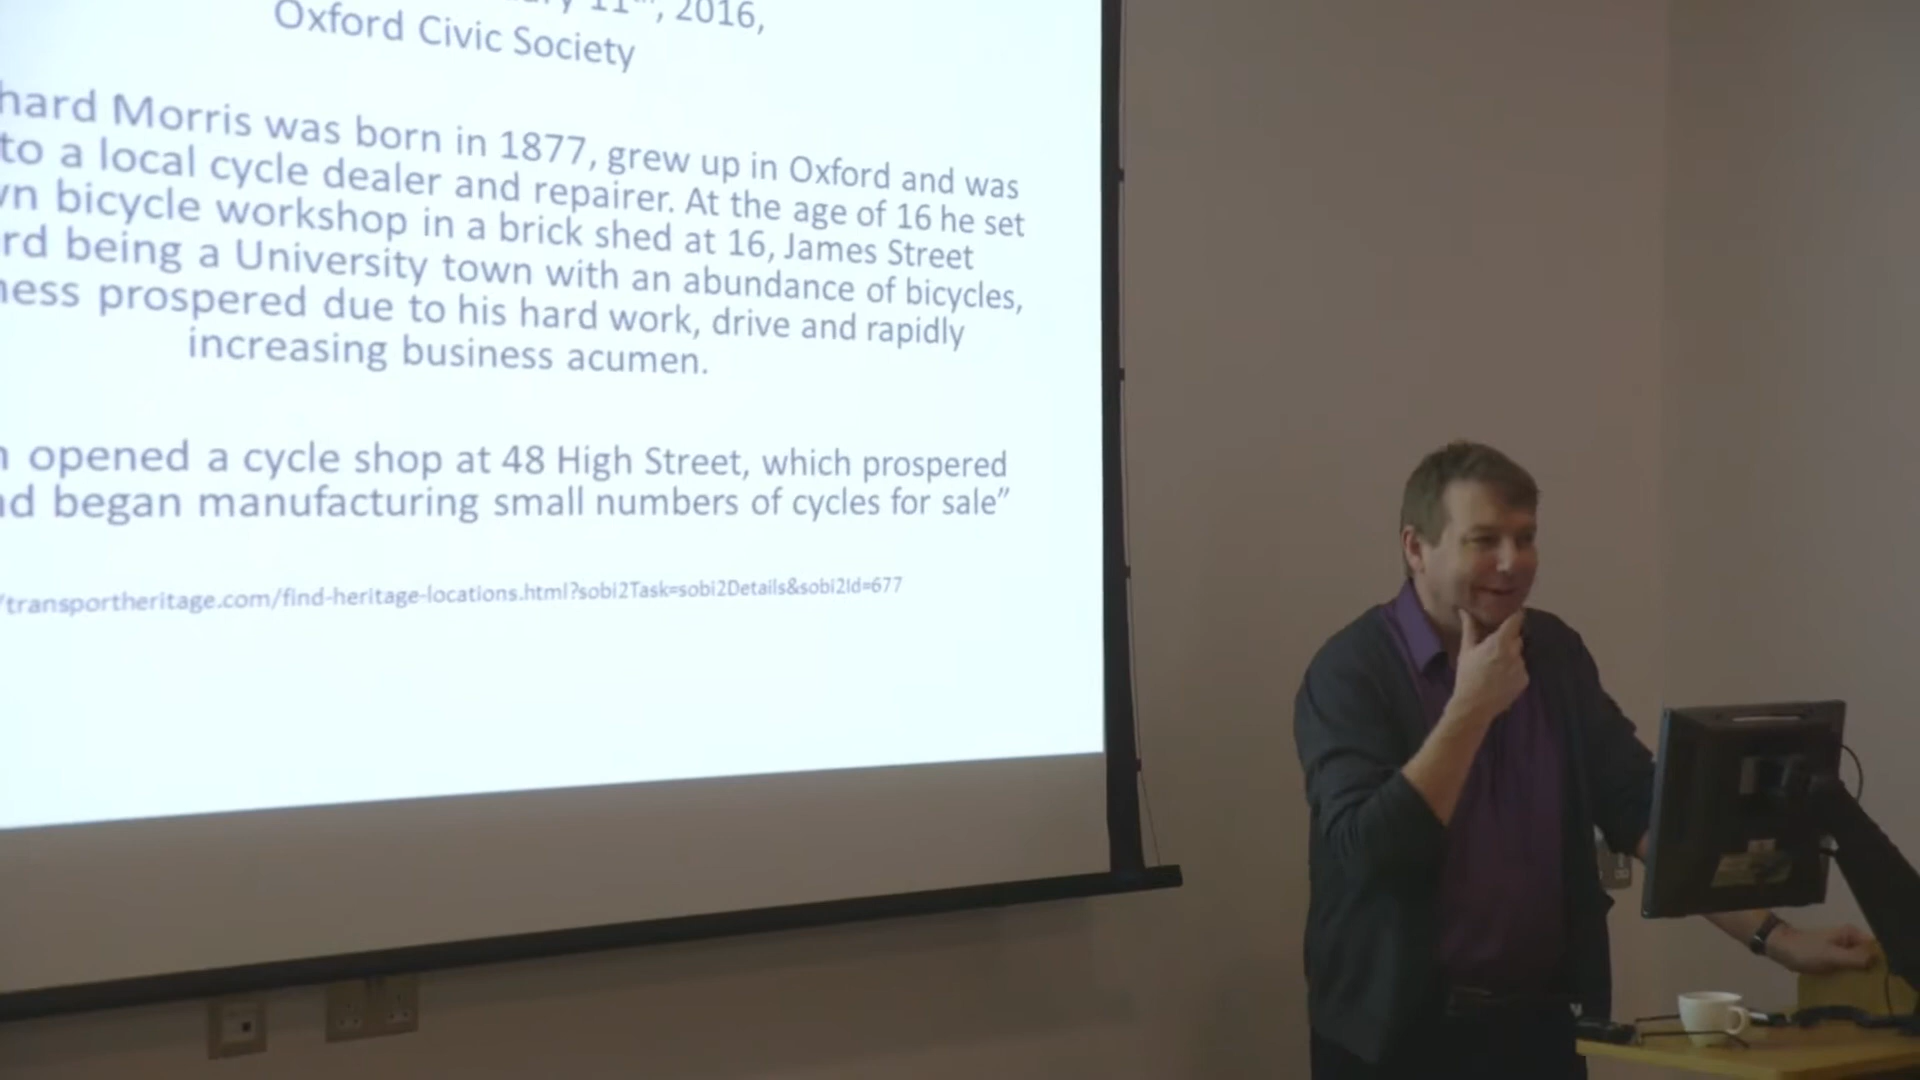 11th, 2016,
Oxford Civic Society
hard Morris was born in 1877, grew up in Oxford and was
to a local cycle dealer and repairer. At the age of 16 he set
bicycle workshop in a brick shed at 16, James Street
rd being a University town with an abundance of bicycles,
ness prospered due to his hard work, drive and rapidly
increasing business acumen.
opened a cycle shop at 48 High Street, which prospered
began manufacturing small numbers of cycles for sale”
/transportheritage.com/find-heritage-locations.html?sobi2Task=sobi2Details&sobi2Id=677